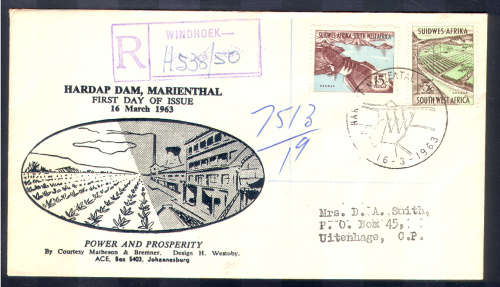 WINDHOEK—
R
H538/50
SUIDWES-AFRIKA SOUTH WEST AFRICA
SUIDWES AFRIKA
SOUTH WEST AFRICA
HARDAP DAM, MARIENTHAL
FIRST DAY OF ISSUE
16 March 1963
7513
/19
16-3-1963
POWER AND PROSPERITY
By Courtesy Matheson & Bremner. Design H. Westoby.
ACE, Box 5403, Johannesburg
Mrs. D. A. Smith,
P. O. Box 45,
Uitenhage, C.P.